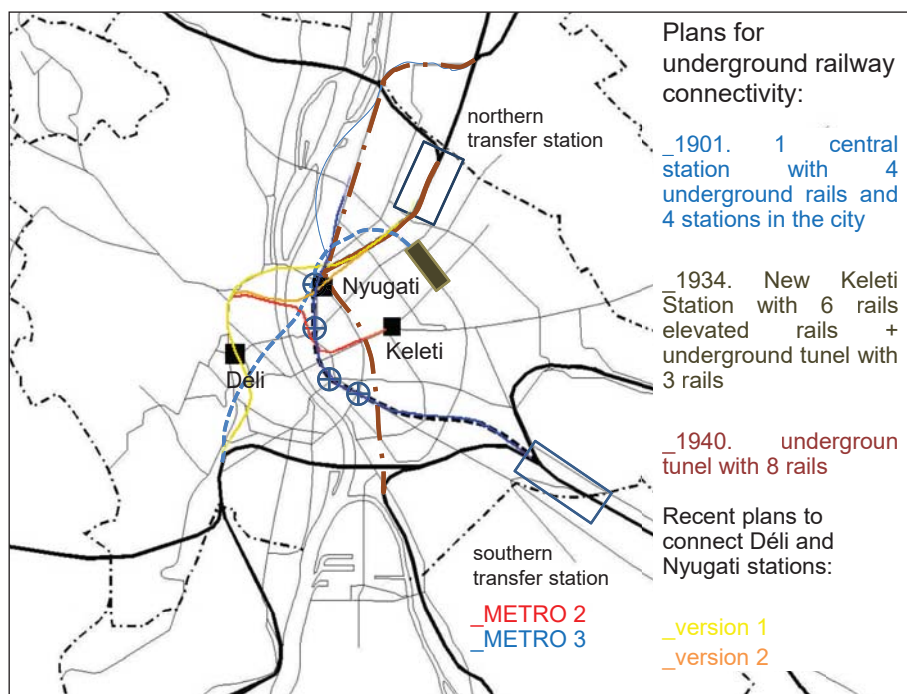 Plans for
underground railway
connectivity:
northern
transfer station
_1901. 1 central
station with 4
underground rails and
4 stations in the city
_1934. New Keleti
Station with 6 rails
elevated rails +
underground tunnel with
3 rails
Nyugati
Keleti
Déli
_1940. undergroun
tunel with 8 rails
Recent plans to
connect Déli and
Nyugati stations:
southern
transfer station
_METRO 2
_METRO 3
_version 1
_version 2